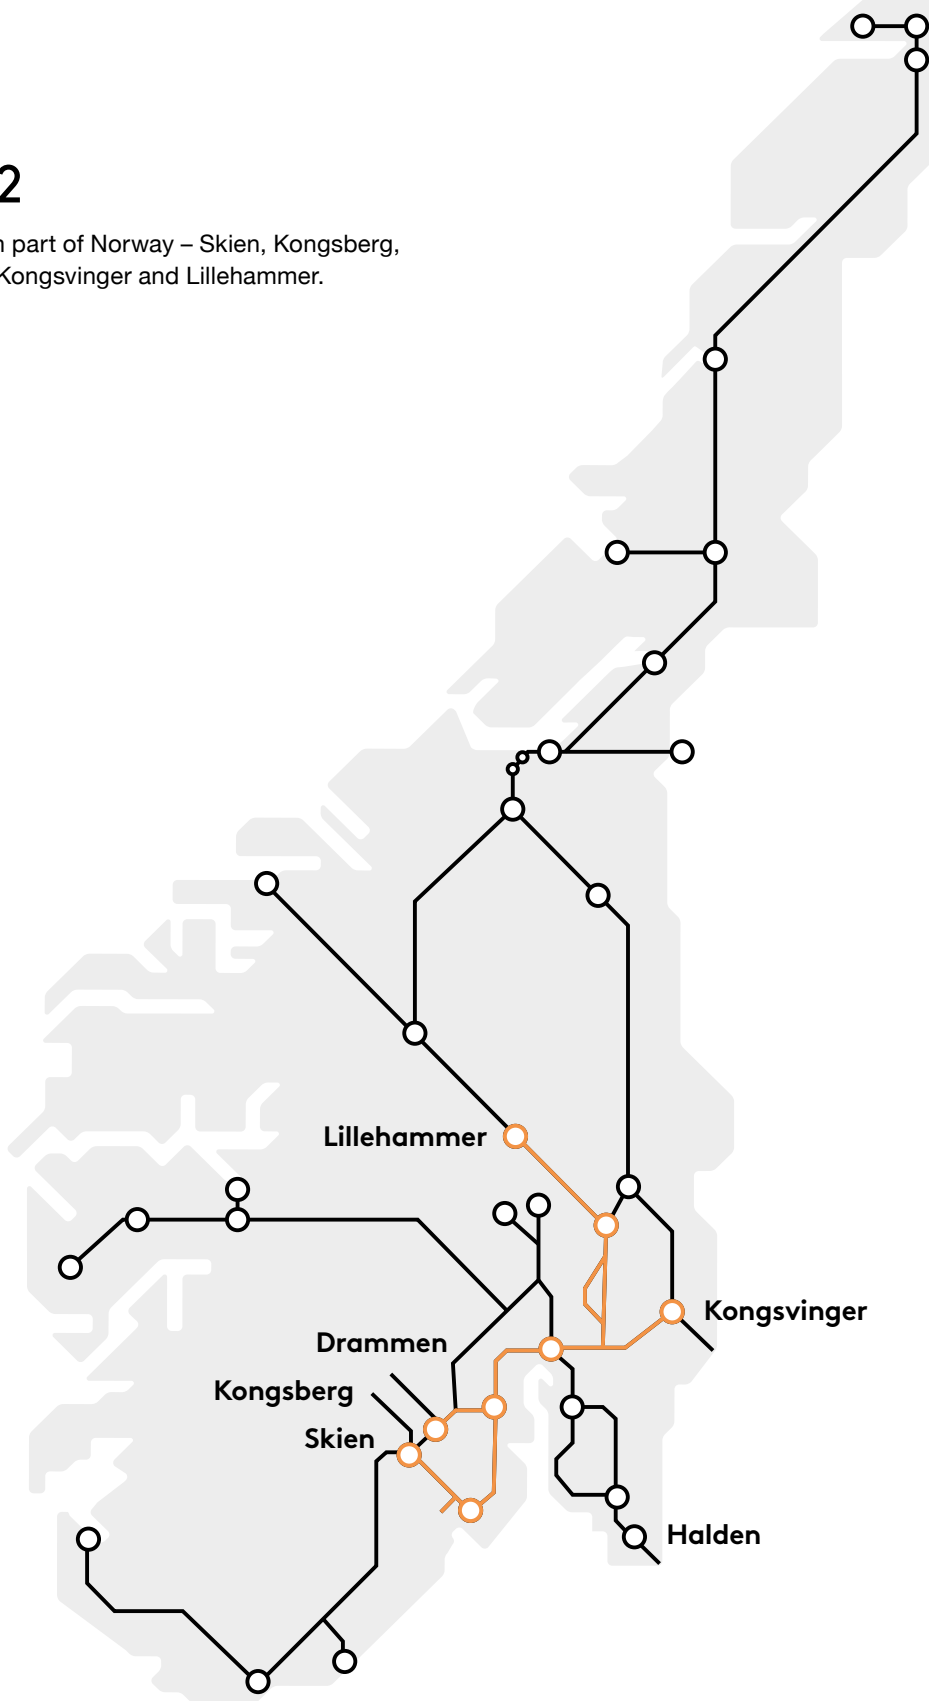 2
part of Norway – Skien, Kongsberg,
Kongsvinger and Lillehammer.
Lillehammer
Kongsvinger
Drammen
Kongsberg
Skien
Halden